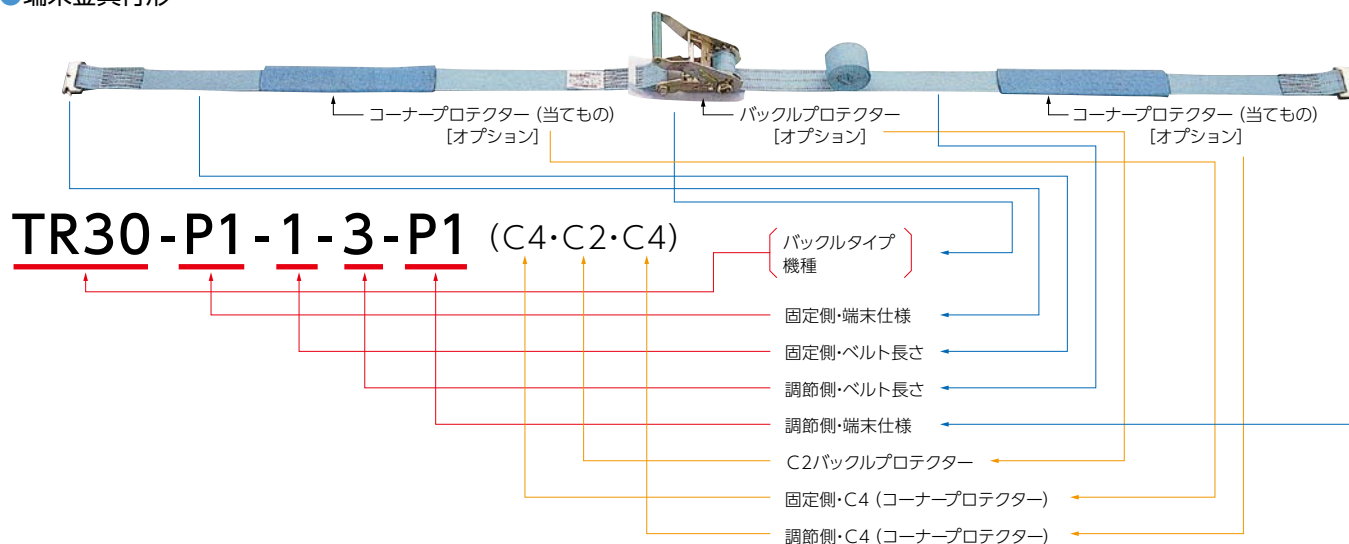 ●端末金具付形
コーナープロテクター (当てもの)
[オプション]
バックルプロテクター
[オプション]
コーナープロテクター (当てもの)
[オプション]
TR30-P1-1-3-P1 (C4・C2・C4)
バックルタイプ
機種
固定側・端末仕様
固定側・ベルト長さ
調節側・ベルト長さ
調節側・端末仕様
C2バックルプロテクター
固定側・C4 (コーナープロテクター)
調節側・C4 (コーナープロテクター)